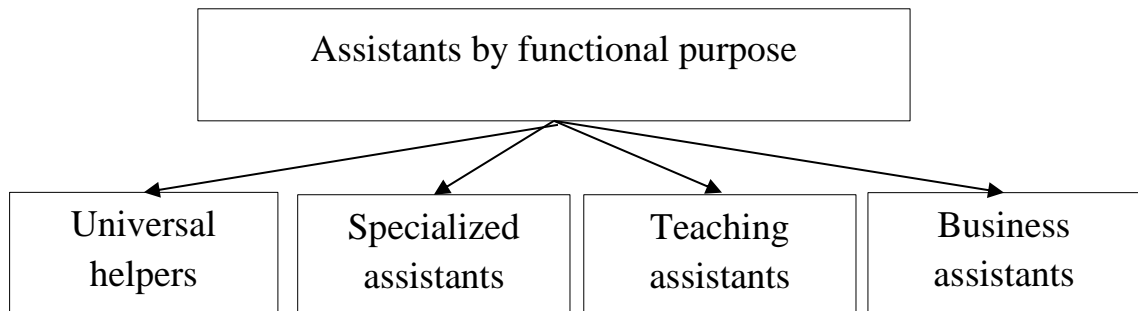 Assistants by functional purpose
Universal
helpers
Specialized
assistants
Teaching
assistants
Business
assistants